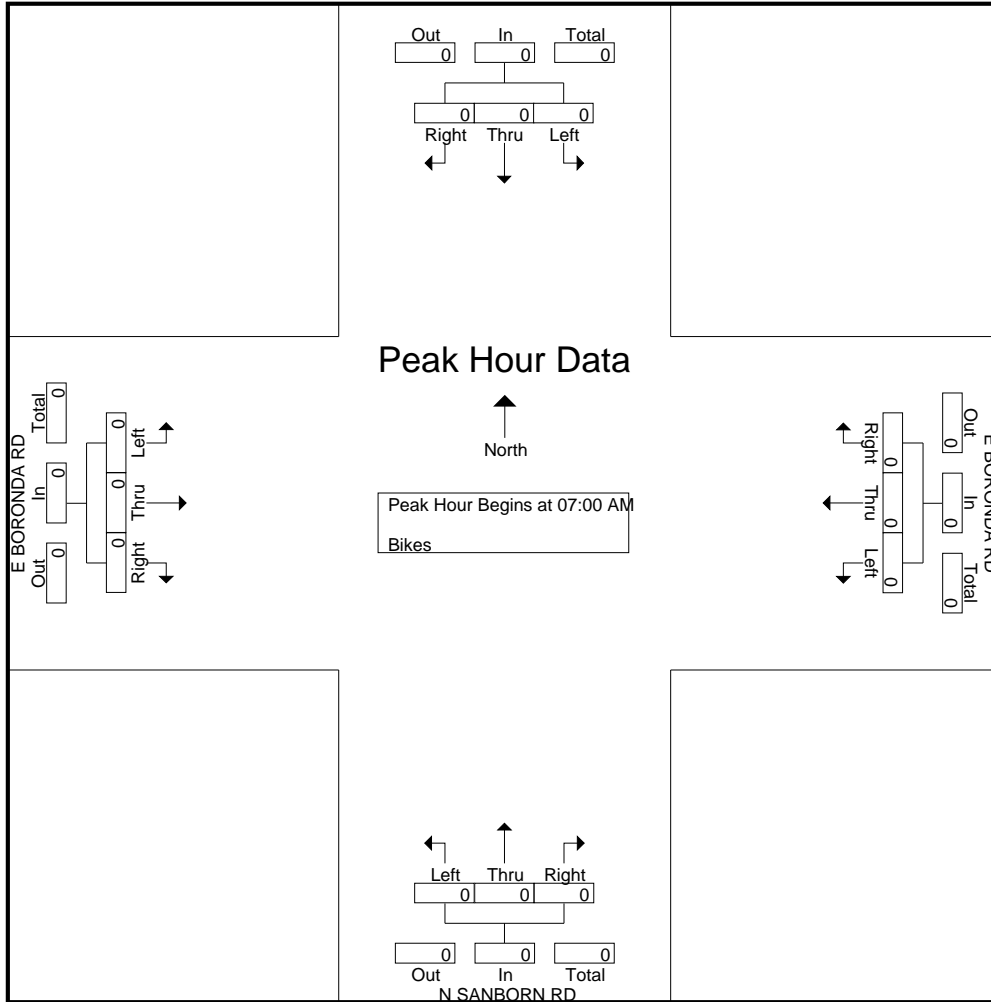 Out In Total
0 0 0
0 0 0
Right Thru Left
Peak Hour Data
North
Peak Hour Begins at 07:00 AM
Bikes
E BORONDA RD
Out In Total
0 0 0
0 0 0
Right Thru Left
E BORONDA RD
Out In Total
0 0 0
0 0 0
Right Thru Left
Left Thru Right
0 0 0
0 0 0
Out In Total
N SANBORN RD